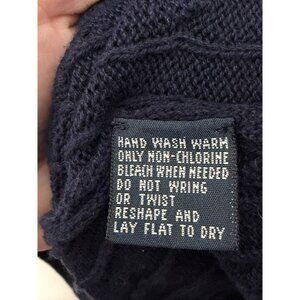 HAND WASH WARM
ONLY NON-CHLORINE
BLEACH WHEN NEEDED
DO NOT WRING
OR TWIST
RESHAPE AND
LAY FLAT TO DRY